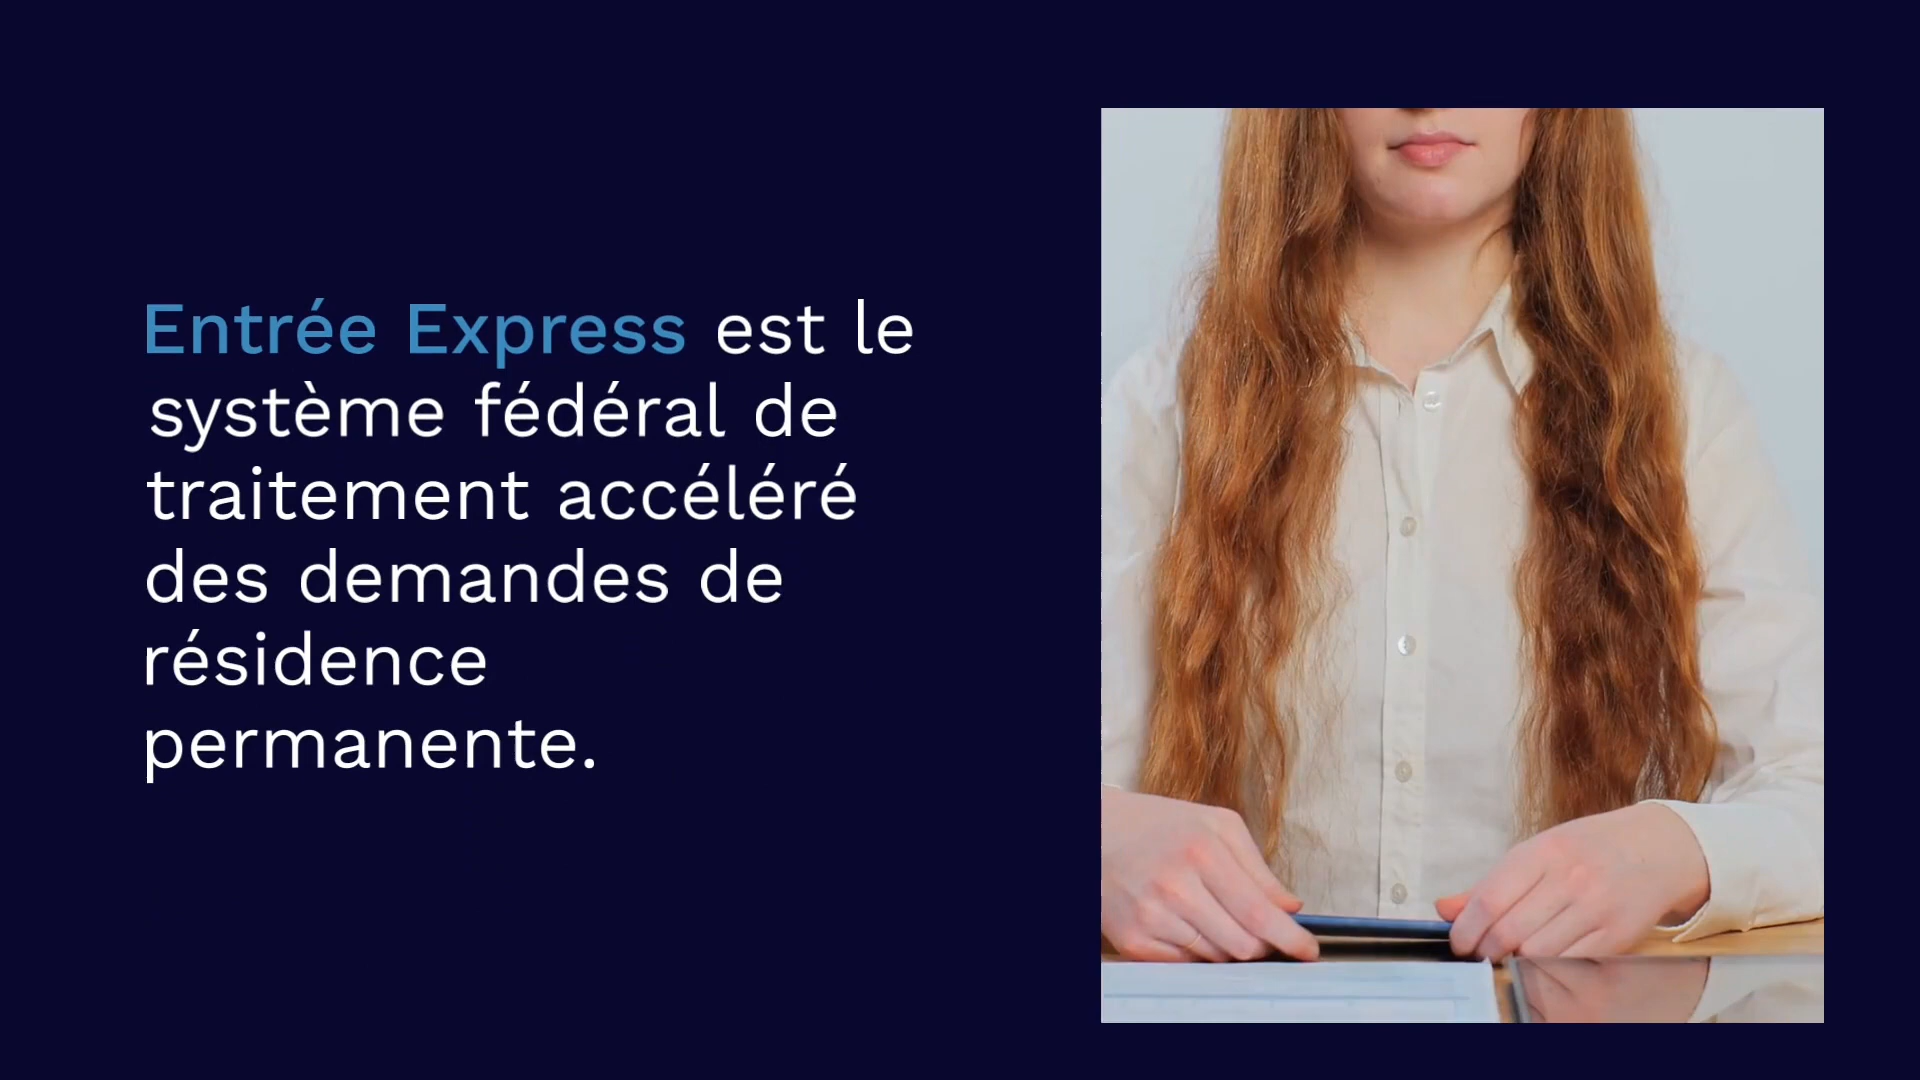 Entrée Express est le
système fédéral de
traitement accéléré
des demandes de
résidence
permanente.